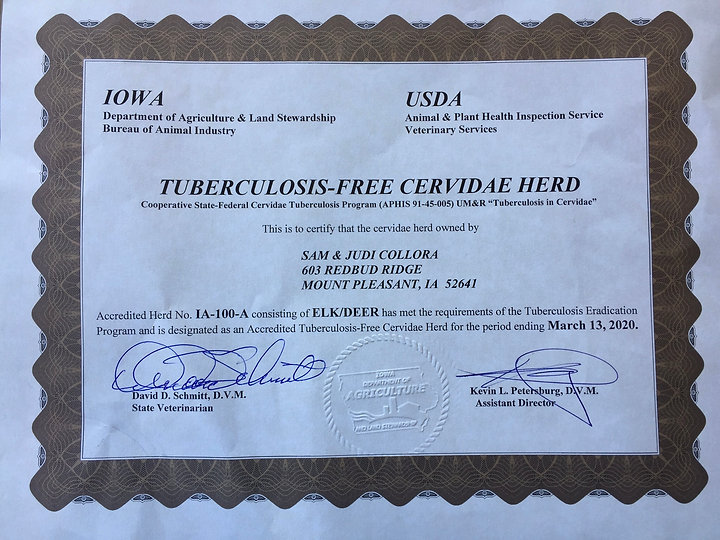 IOWA
Department of Agriculture & Land Stewardship
Bureau of Animal Industry
USDA
Animal & Plant Health Inspection Service
Veterinary Services
TUBERCULOSIS-FREE CERVIDAE HERD
Cooperative State-Federal Cervidae Tuberculosis Program (APHIS 91-45-005) UM&R “Tuberculosis in Cervidae”
This is to certify that the cervidae herd owned by
SAM & JUDI COLLORA
603 REDBUD RIDGE
MOUNT PLEASANT, IA 52641
Accredited Herd No. IA-100-A consisting of ELK/DEER has met the requirements of the Tuberculosis Eradication
Program and is designated as an Accredited Tuberculosis-Free Cervidae Herd for the period ending March 13, 2020.
David D. Schmitt, D.V.M.
State Veterinarian
IOWA
DEPARTMENT OF
AGRICULTURE
AND LAND STEWARDSHIP
Kevin L. Petersburg, D.V.M.
Assistant Director